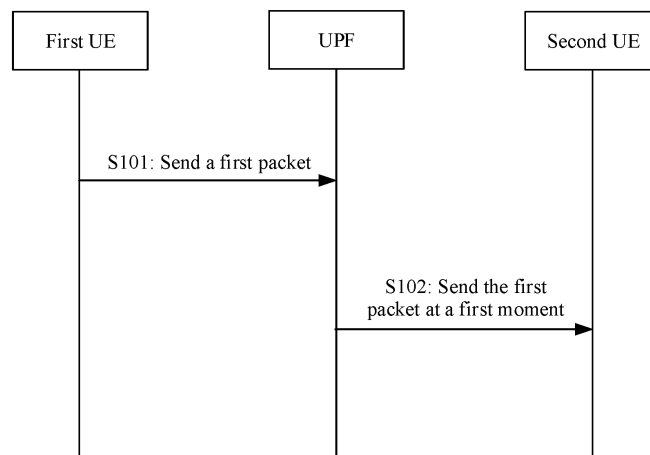 First UE
UPF
Second UE
S101: Send a first packet
S102: Send the first
packet at a first moment